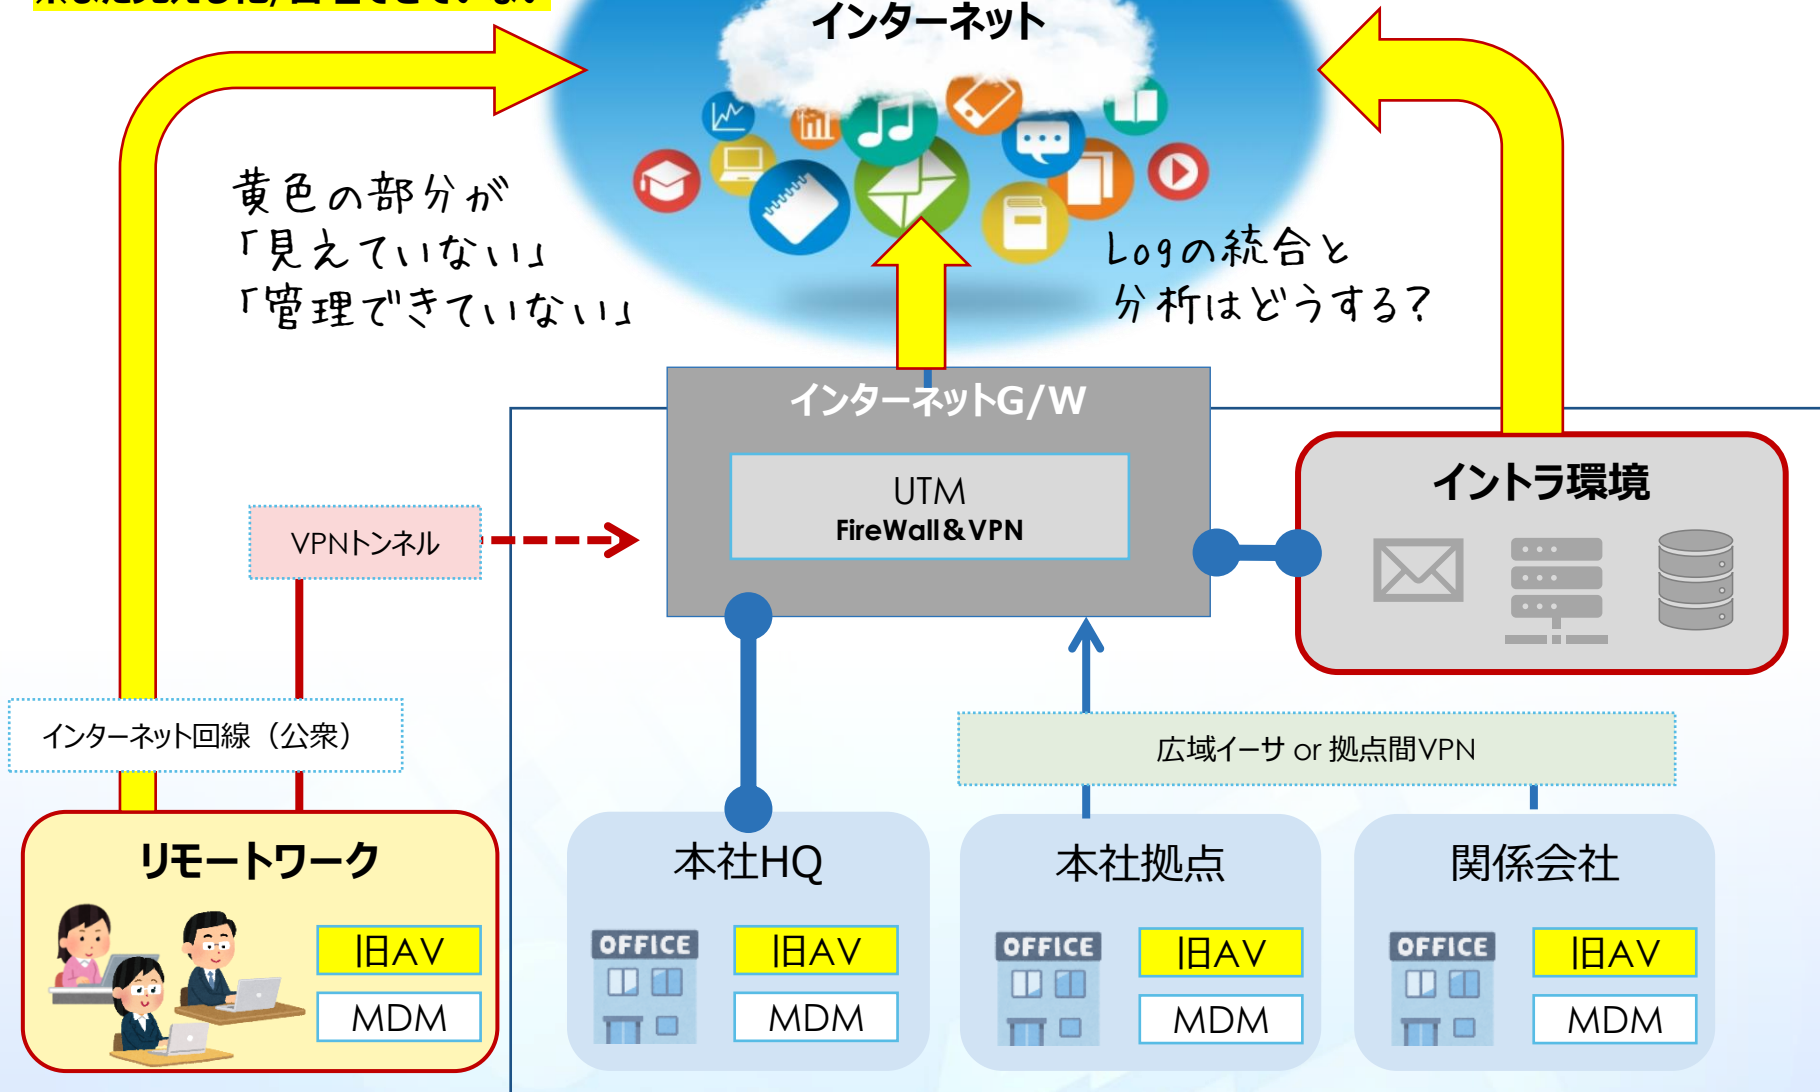 インターネット
黄色の部分が
「見えていない」
「管理できていない」
Logの統合と
分析はどうする?
インターネットG/W
UTM
FireWall&VPN
イントラ環境
VPNトンネル
インターネット回線（公衆）
広域イーサ or 拠点間VPN
リモートワーク
旧AV
MDM
本社HQ
OFFICE
旧AV
MDM
本社拠点
OFFICE
旧AV
MDM
関係会社
OFFICE
旧AV
MDM